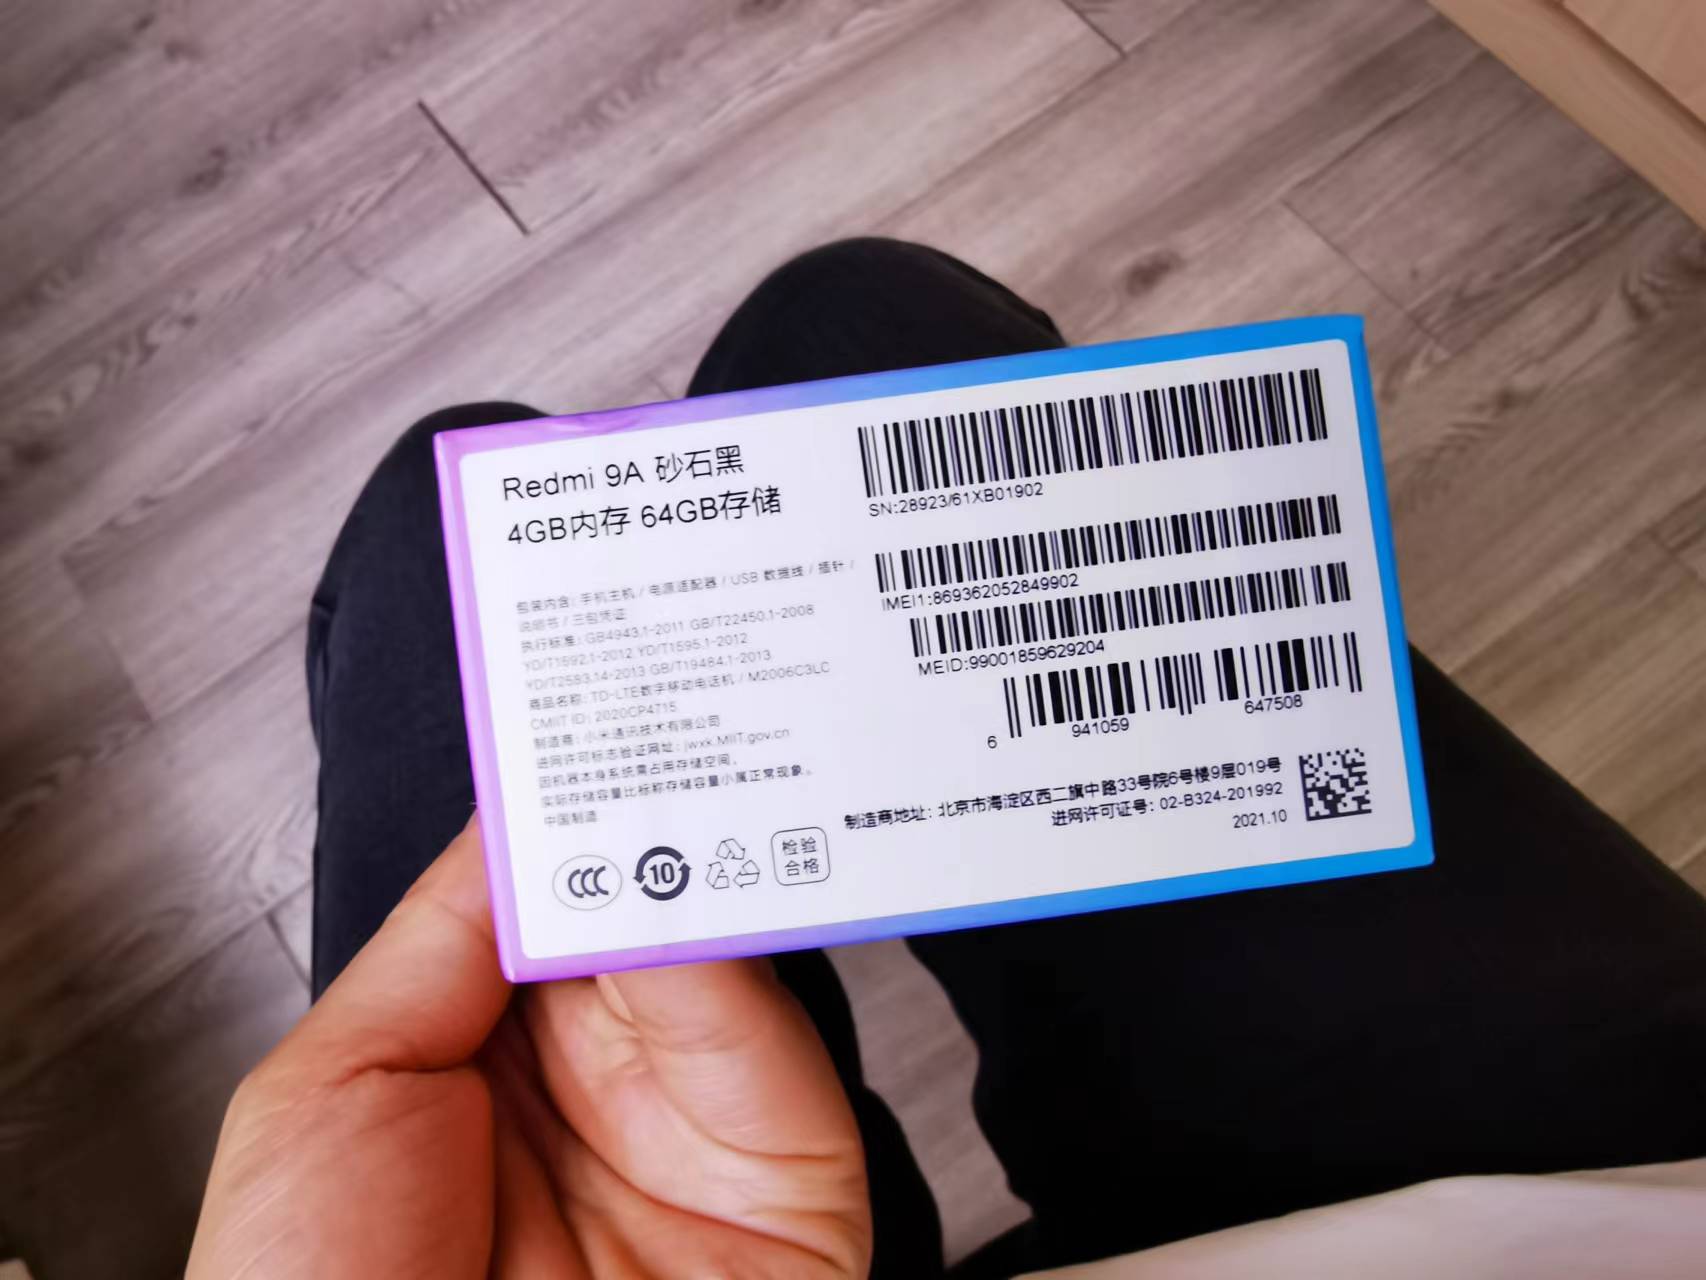 Redmi 9A 砂石黑
4GB内存 64GB存储
包装内含: 手机主机 / 电源适配器 / USB 数据线 / 插针 /
说明书 / 三包凭证
执行标准: GB4943.1-2011 GB/T22450.1-2008
YD/T1592.1-2012 YD/T1595.1-2012
YD/T2583.14-2013 GB/T19484.1-2013
商品名称: TD-LTE数字移动电话机 / M2006C3LC
CMIIT ID: 2020CP4715
制造商: 小米通讯技术有限公司
进网许可标志验证网址: jwxk.MIIT.gov.cn
因机器本身系统需占用存储空间,
实际存储容量比标称存储容量小属正常现象。
中国制造
CCC
10
检验
合格
SN:28923/61XB01902
IMEI1:869362052849902
MEID:99001859629204
6 941059 647508
制造商地址: 北京市海淀区西二旗中路33号院6号楼9层019号
进网许可证号: 02-B324-201992
2021.10